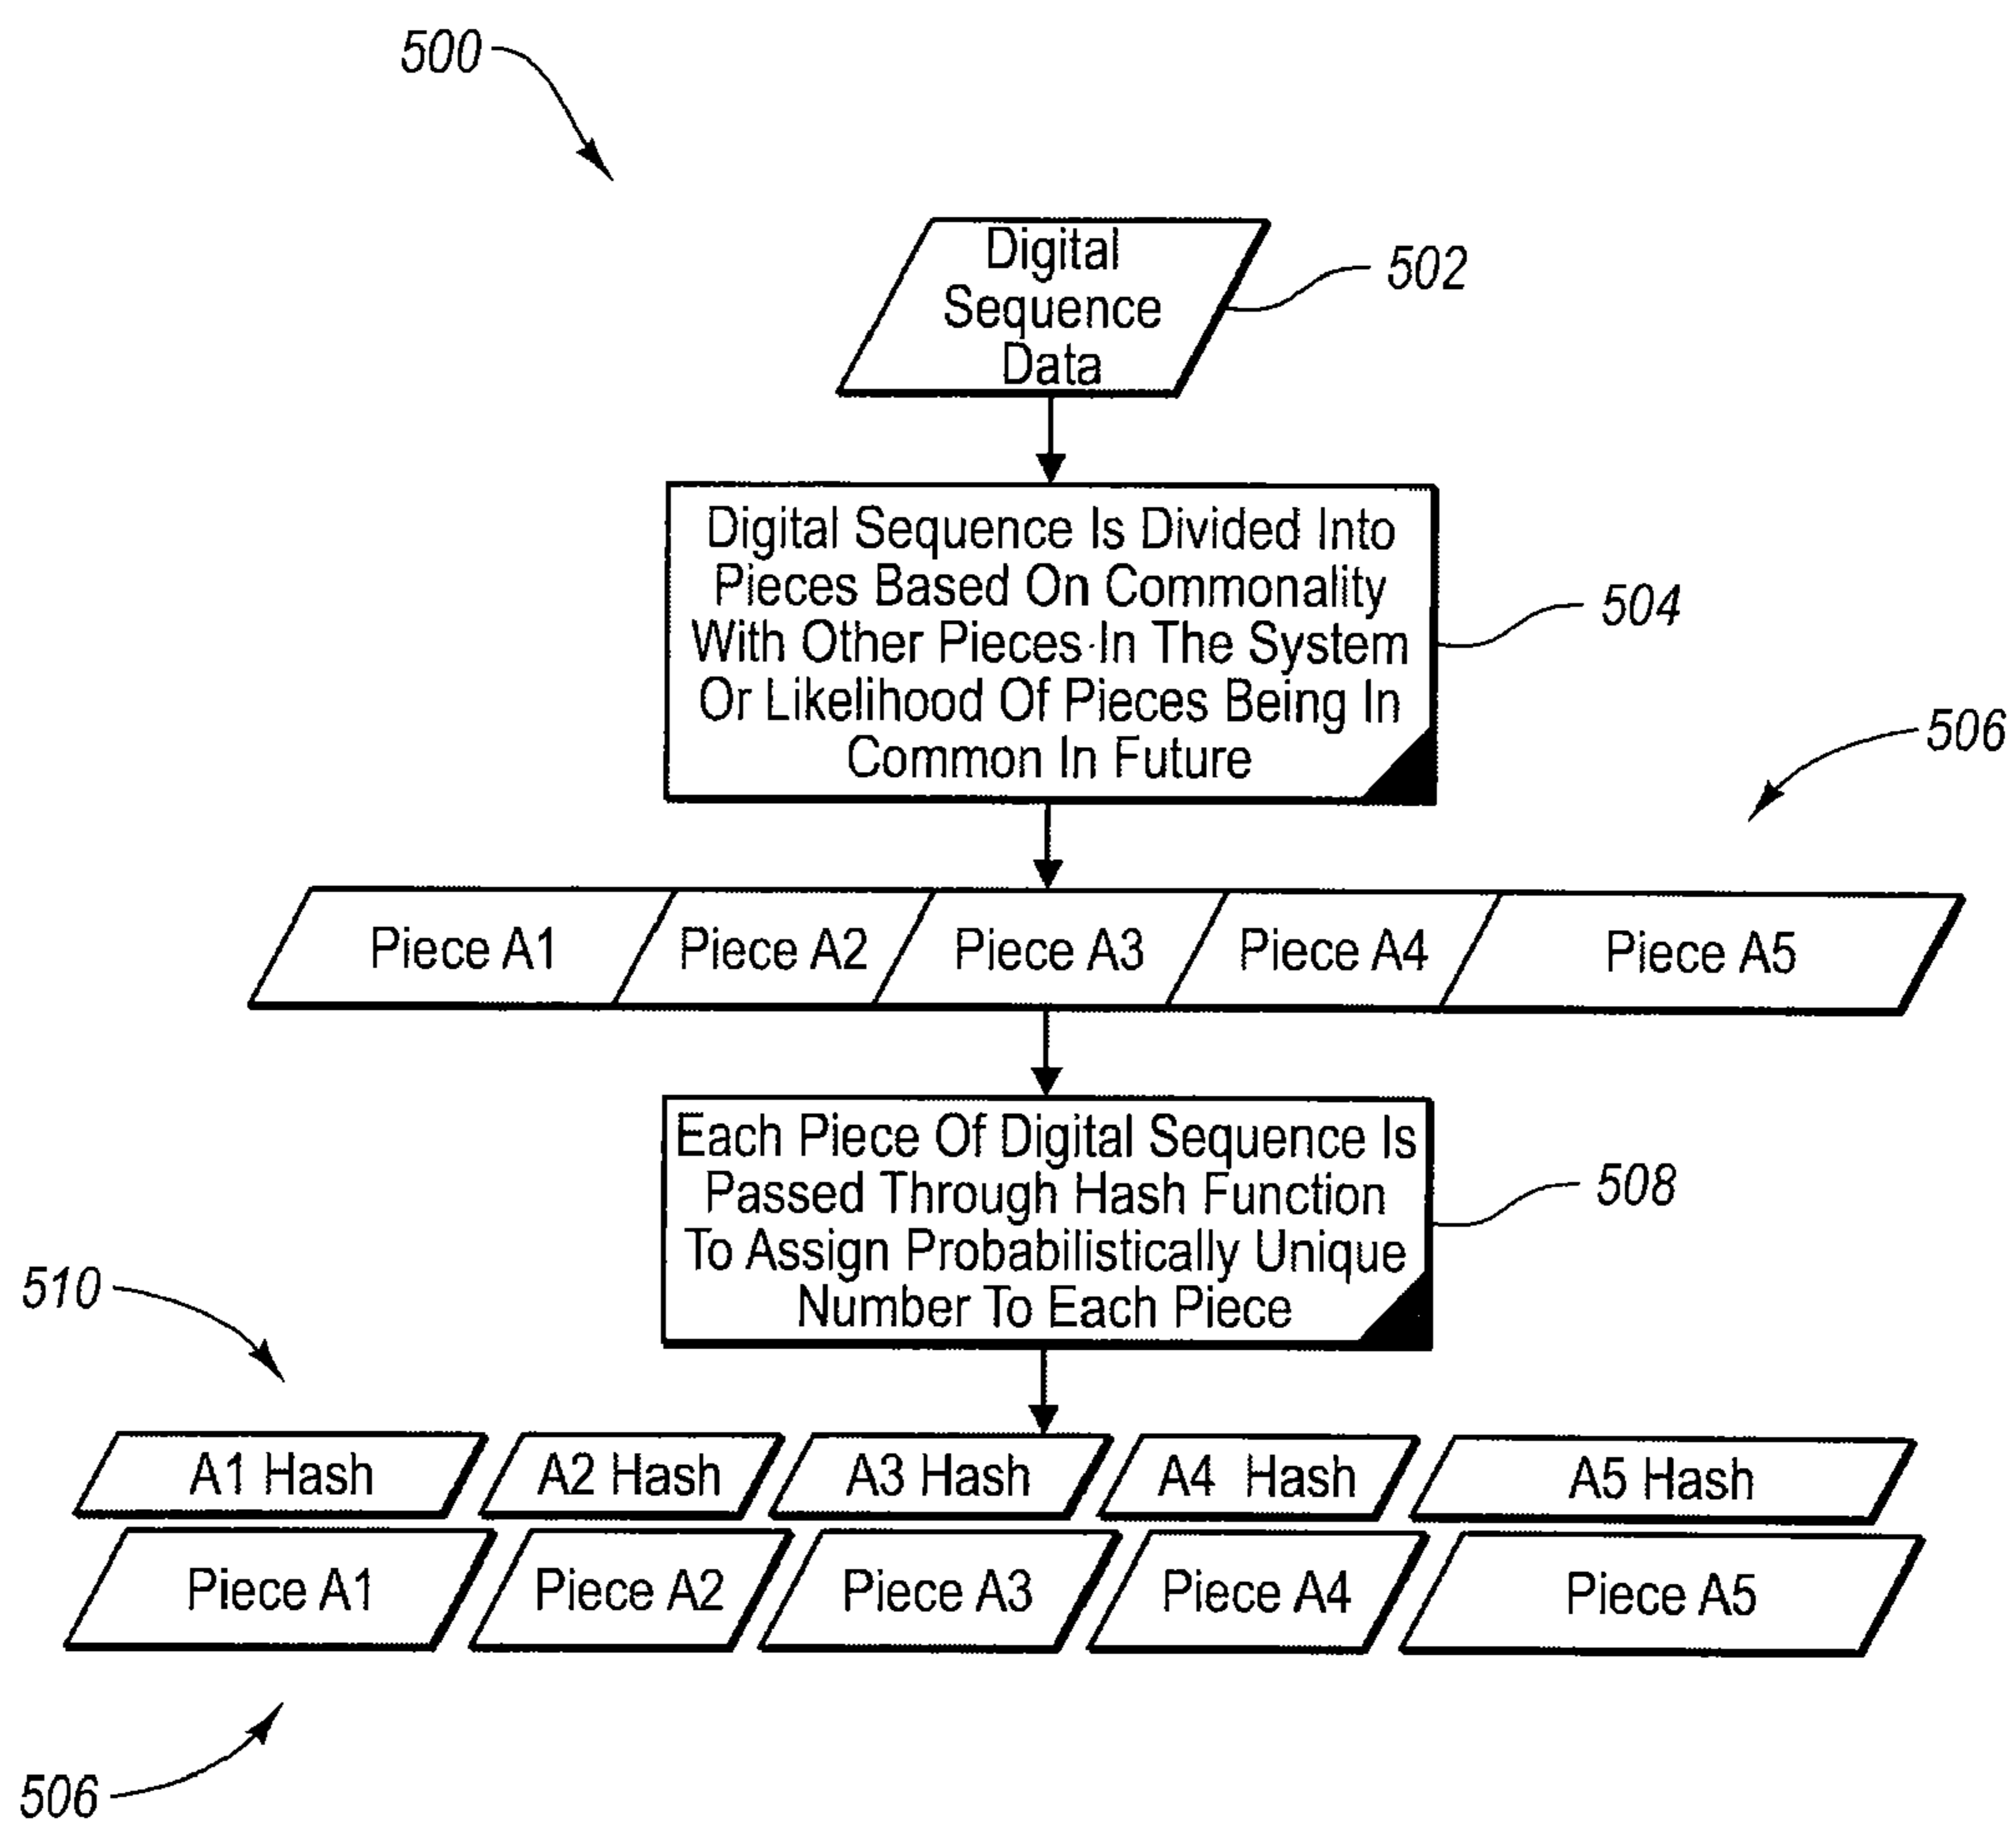 500
Digital
Sequence
Data
502
Digital Sequence Is Divided Into
Pieces Based On Commonality
With Other Pieces In The System
Or Likelihood Of Pieces Being In
Common In Future
504
506
Piece A1 Piece A2 Piece A3 Piece A4 Piece A5
Each Piece Of Digital Sequence Is
Passed Through Hash Function
To Assign Probabilistically Unique
Number To Each Piece
508
510
A1 Hash A2 Hash A3 Hash A4 Hash A5 Hash
Piece A1 Piece A2 Piece A3 Piece A4 Piece A5
506